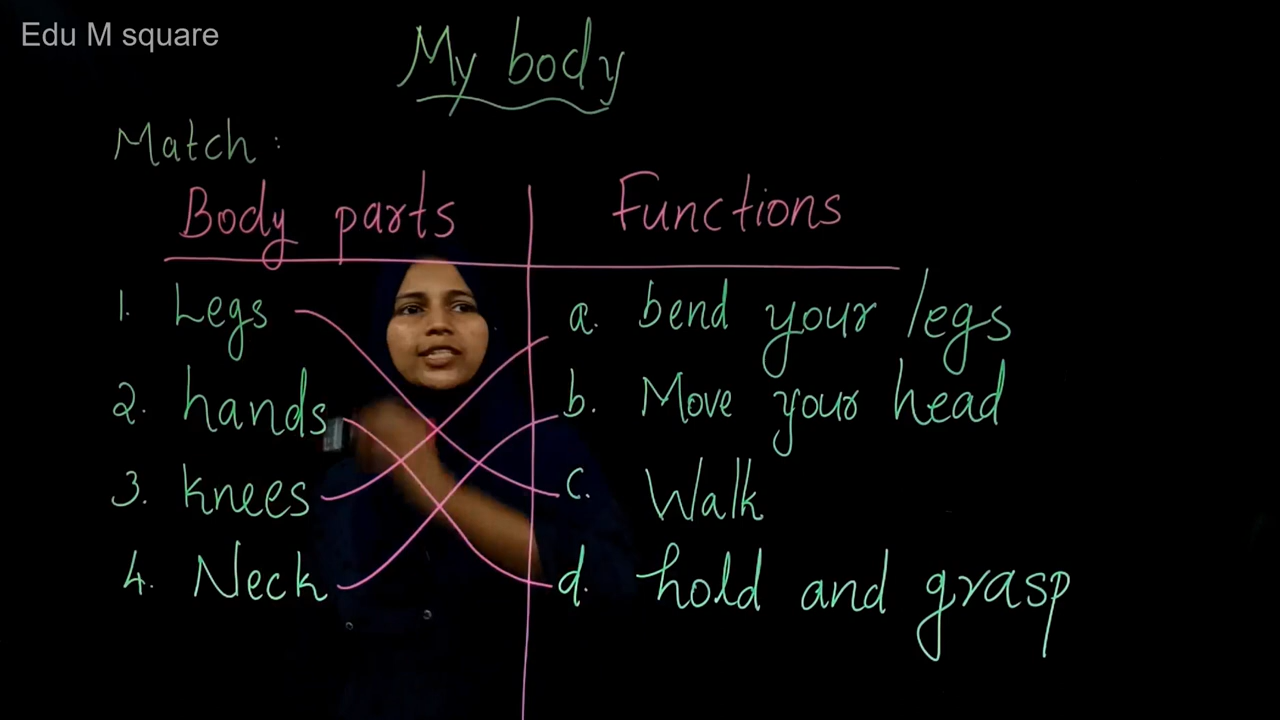 Edu M square
My body
Match :
Body parts Functions
1. Legs a. bend your legs
2. hands b. Move your head
3. knees c. Walk
4. Neck d. hold and grasp